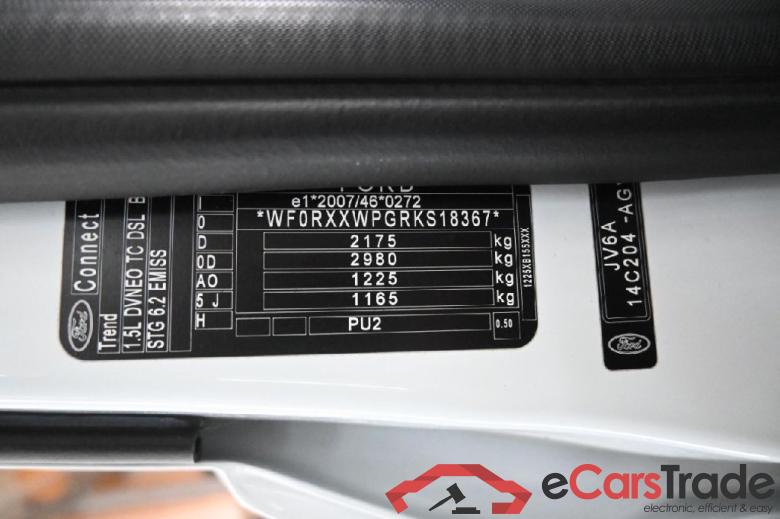 FORD
e1*2007/46*0272
*WF0RXXWPGRKS18367*
2175 kg
2980 kg
1225 kg
1165 kg
PU2 0.50
I
0
D
0D
AO
5 J
H
1225XB155XXX
Ford Connect
Trend
1.5L DVNEO TC DSL B
STG 6.2 EMISS
JV6A
14C204 -AG
Ford
eCarsTrade
electronic, efficient & easy